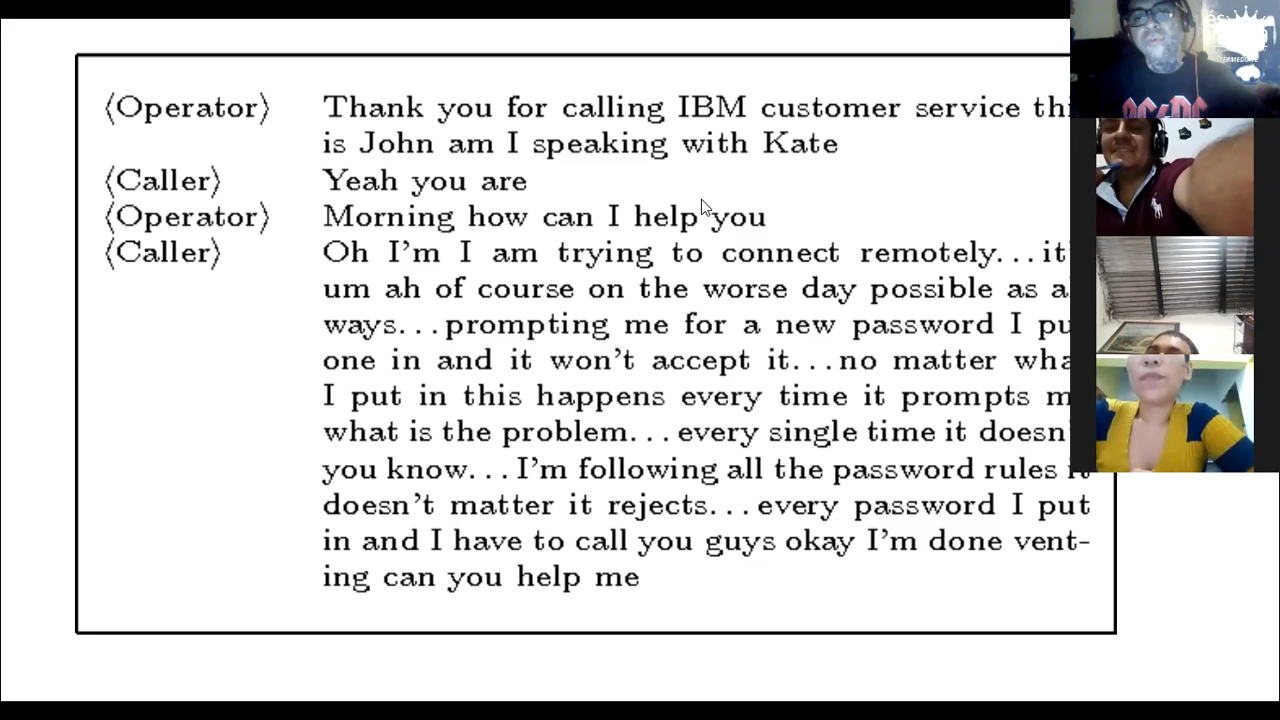 ⟨Operator⟩ Thank you for calling IBM customer service
is John am I speaking with Kate
⟨Caller⟩ Yeah you are
⟨Operator⟩ Morning how can I help you
⟨Caller⟩ Oh I'm I am trying to connect remotely...
um ah of course on the worse day possible as
ways...prompting me for a new password I
one in and it won't accept it...no matter
I put in this happens every time it prompts
what is the problem...every single time it
you know...I'm following all the password rules
doesn't matter it rejects...every password I put
in and I have to call you guys okay I'm done vent-
ing can you help me
AC DC